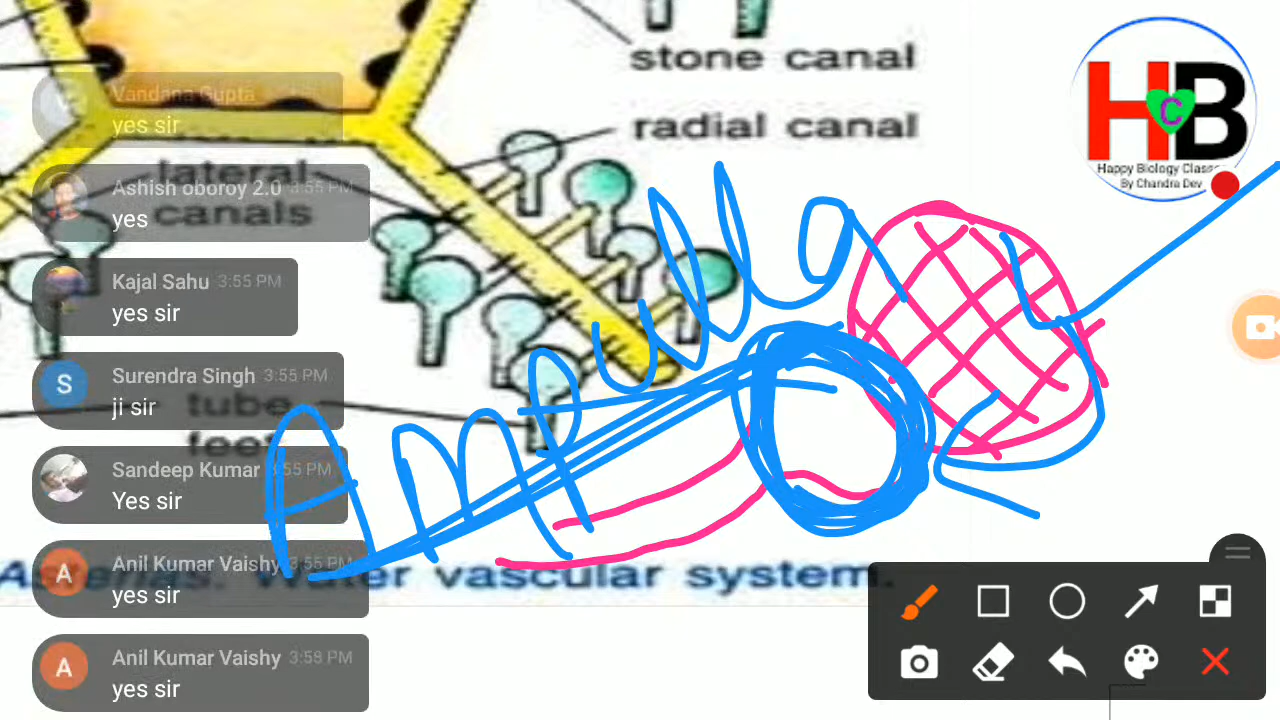 stone canal
radial canal
HCB
Happy Biology Classe
By Chandra Dev
Vandana Gupta
yes sir
lateral
canals
Ashish oboroy 2.0 3:55 PM
yes
Kajal Sahu 3:55 PM
yes sir
Surendra Singh 3:55 PM
ji sir
tube
feet
Sandeep Kumar 3:55 PM
Yes sir
Ampulla
Anil Kumar Vaishy 3:55 PM
yes sir
Asterias. Water vascular system.
Anil Kumar Vaishy 3:58 PM
yes sir